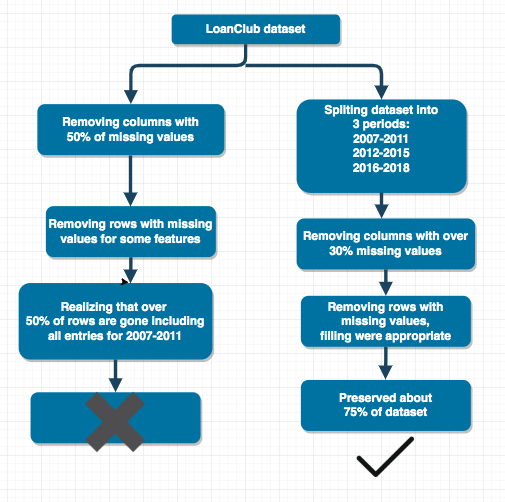 LoanClub dataset
Removing columns with
50% of missing values
Removing rows with missing
values for some features
Realizing that over
50% of rows are gone including
all entries for 2007-2011
Spliting dataset into
3 periods:
2007-2011
2012-2015
2016-2018
Removing columns with over
30% missing values
Removing rows with
missing values,
filling were appropriate
Preserved about
75% of dataset